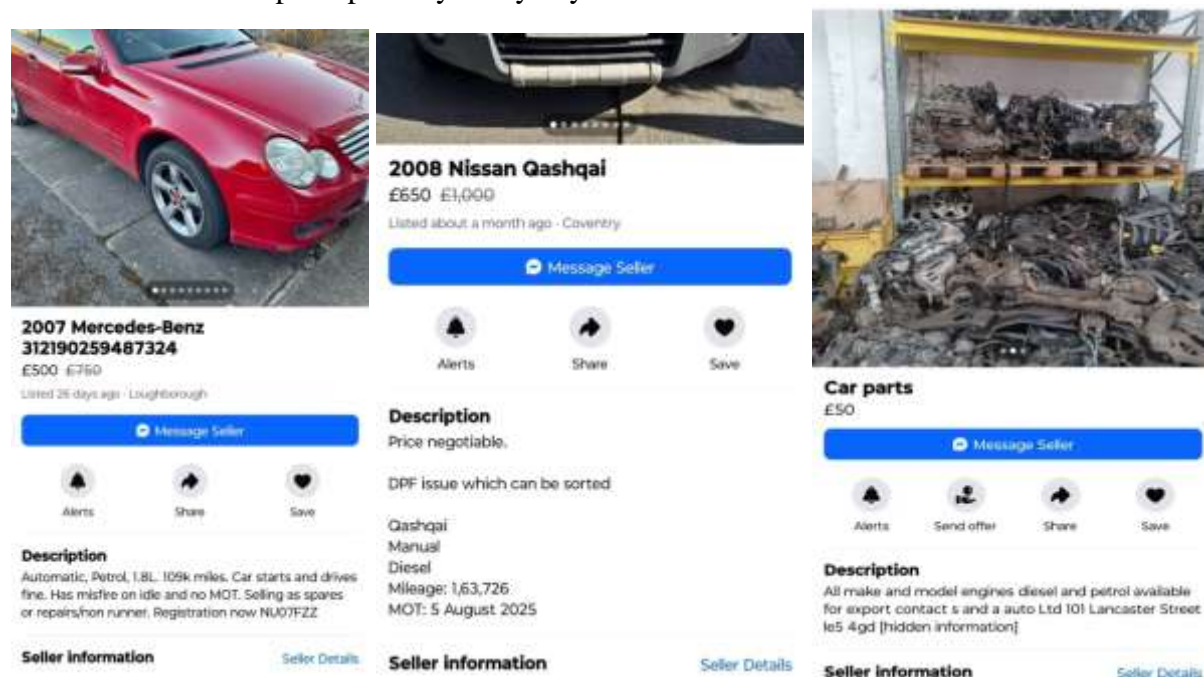 2007 Mercedes-Benz
312190259487324
£500 £750
Listed 26 days ago · Loughborough
Message Seller
Alerts
Share
Save
Description
Automatic, Petrol, 1.8L. 109k miles. Car starts and drives
fine. Has misfire on idle and no MOT. Selling as spares
or repairs/non runner. Registration now NU07FZZ
Seller information
Seller Details
2008 Nissan Qashqai
£650 £1,000
Listed about a month ago · Coventry
Message Seller
Alerts
Share
Save
Description
Price negotiable.
DPF issue which can be sorted
Qashqai
Manual
Diesel
Mileage: 1,63,726
MOT: 5 August 2025
Seller information
Seller Details
Car parts
£50
Message Seller
Alerts
Send offer
Share
Save
Description
All make and model engines diesel and petrol available
for export contact s and a auto Ltd 101 Lancaster Street
le5 4gd [hidden information]
Seller information
Seller Details